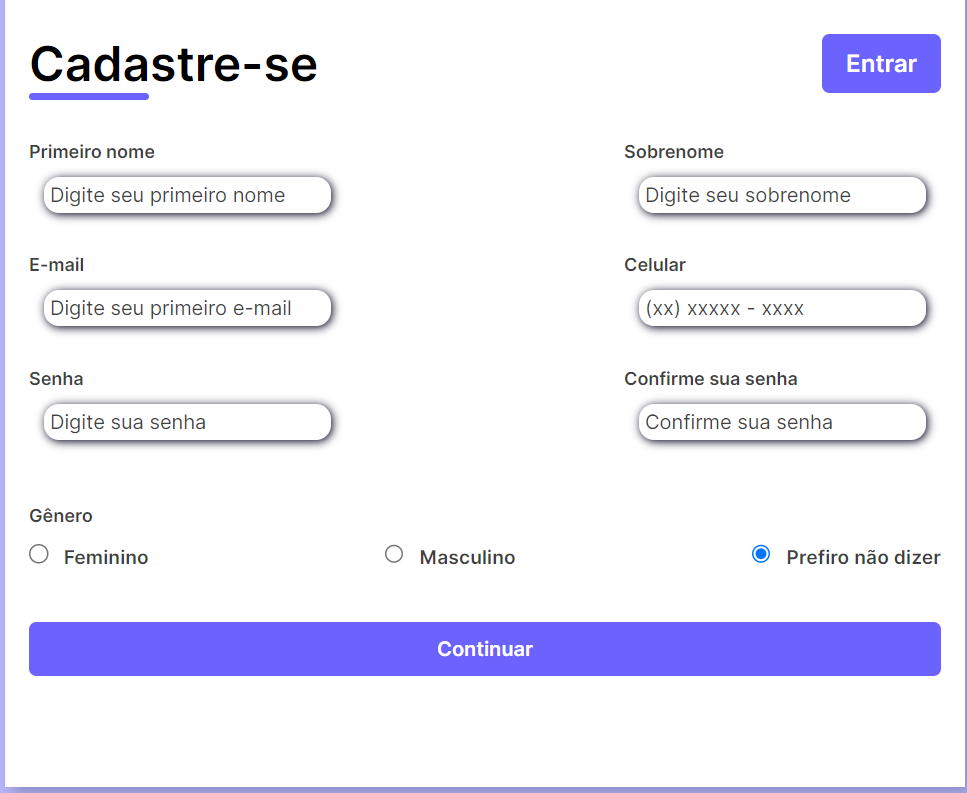 Cadastre-se
Entrar
Primeiro nome
Sobrenome
Digite seu primeiro nome
Digite seu sobrenome
E-mail
Celular
Digite seu primeiro e-mail
(xx) xxxxx - xxxx
Senha
Confirme sua senha
Digite sua senha
Confirme sua senha
Gênero
Feminino
Masculino
Prefiro não dizer
Continuar